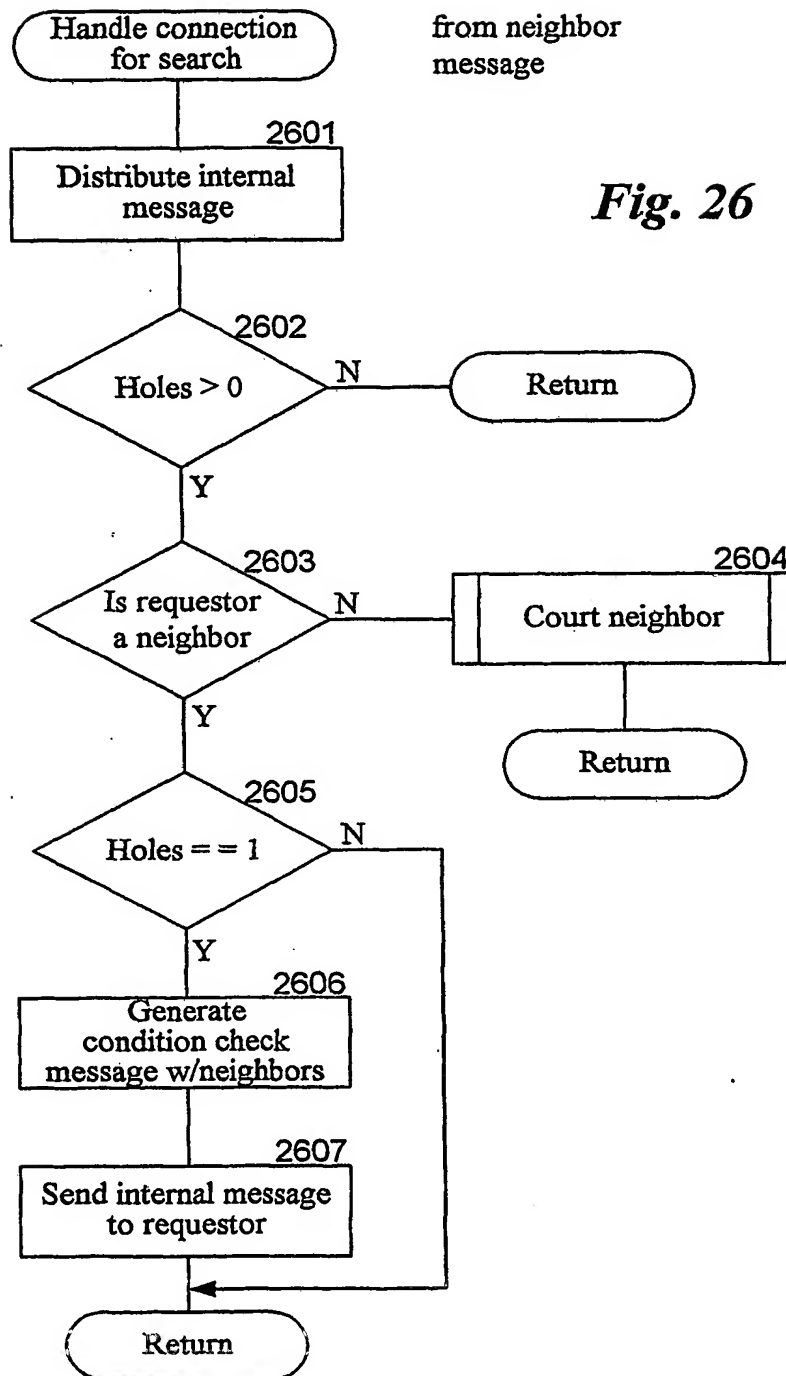 Handle connection
for search
from neighbor
message
2601
Distribute internal
message
Fig. 26
2602
Holes > 0
N
Return
Y
2603
Is requestor
a neighbor
N
2604
Court neighbor
Return
Y
2605
Holes = = 1
N
Y
2606
Generate
condition check
message w/neighbors
2607
Send internal message
to requestor
Return